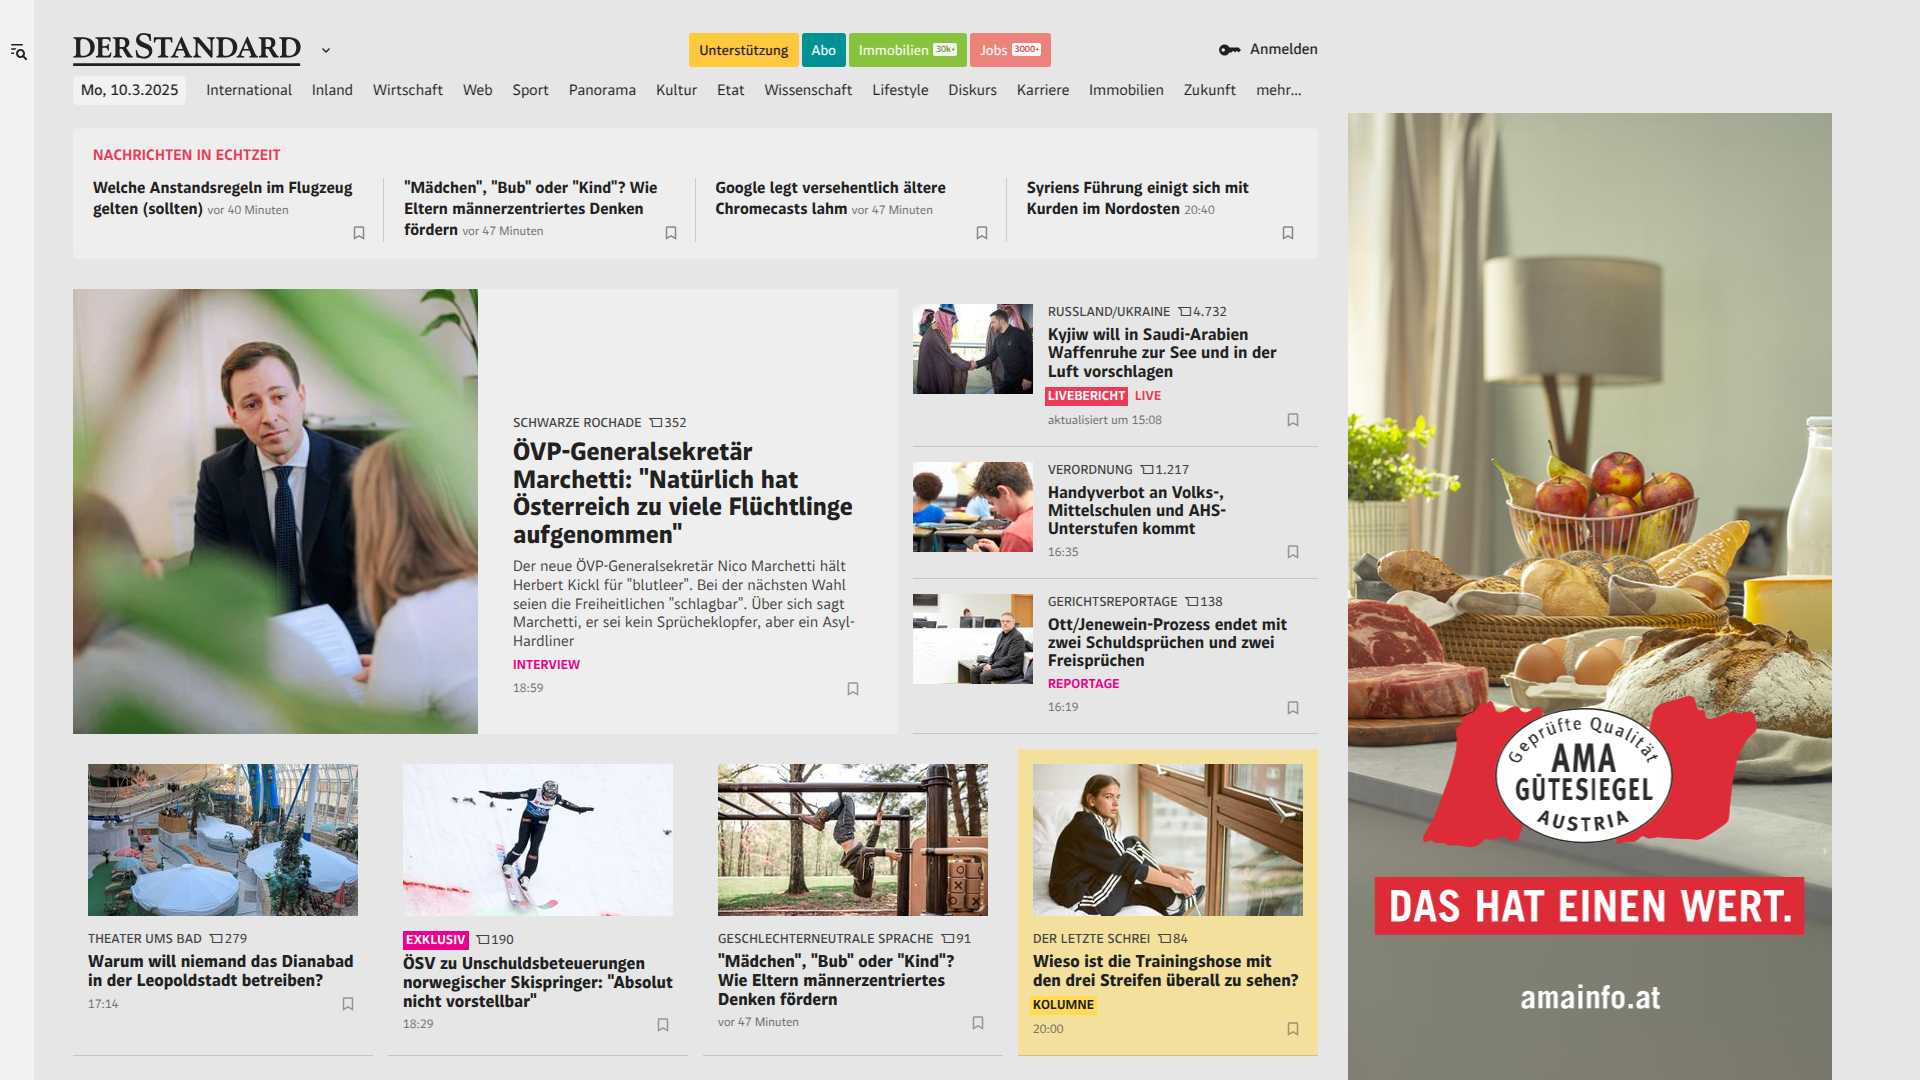 DERSTANDARD
Unterstützung
Abo
Immobilien 30k+
Jobs 3000+
Anmelden
Mo, 10.3.2025
International
Inland
Wirtschaft
Web
Sport
Panorama
Kultur
Etat
Wissenschaft
Lifestyle
Diskurs
Karriere
Immobilien
Zukunft
mehr...
NACHRICHTEN IN ECHTZEIT
Welche Anstandsregeln im Flugzeug
gelten (sollten) vor 40 Minuten
"Mädchen", "Bub" oder "Kind"? Wie
Eltern männerzentriertes Denken
fördern vor 47 Minuten
Google legt versehentlich ältere
Chromecasts lahm vor 47 Minuten
Syriens Führung einigt sich mit
Kurden im Nordosten 20:40
SCHWARZE ROCHADE 352
ÖVP-Generalsekretär
Marchetti: "Natürlich hat
Österreich zu viele Flüchtlinge
aufgenommen"
Der neue ÖVP-Generalsekretär Nico Marchetti hält
Herbert Kickl für "blutleer". Bei der nächsten Wahl
seien die Freiheitlichen "schlagbar". Über sich sagt
Marchetti, er sei kein Sprücheklopfer, aber ein Asyl-
Hardliner
INTERVIEW
18:59
RUSSLAND/UKRAINE 4.732
Kyjiw will in Saudi-Arabien
Waffenruhe zur See und in der
Luft vorschlagen
LIVEBERICHT LIVE
aktualisiert um 15:08
VERORDNUNG 1.217
Handyverbot an Volks-,
Mittelschulen und AHS-
Unterstufen kommt
16:35
GERICHTSREPORTAGE 138
Ott/Jenewein-Prozess endet mit
zwei Schuldsprüchen und zwei
Freisprüchen
REPORTAGE
16:19
THEATER UMS BAD 279
Warum will niemand das Dianabad
in der Leopoldstadt betreiben?
17:14
EXKLUSIV 190
ÖSV zu Unschuldsbeteuerungen
norwegischer Skispringer: "Absolut
nicht vorstellbar"
18:29
GESCHLECHTERNEUTRALE SPRACHE 91
"Mädchen", "Bub" oder "Kind"?
Wie Eltern männerzentriertes
Denken fördern
vor 47 Minuten
DER LETZTE SCHREI 84
Wieso ist die Trainingshose mit
den drei Streifen überall zu sehen?
KOLUMNE
20:00
Geprüfte Qualität
AMA
GÜTESIEGEL
AUSTRIA
DAS HAT EINEN WERT.
amainfo.at